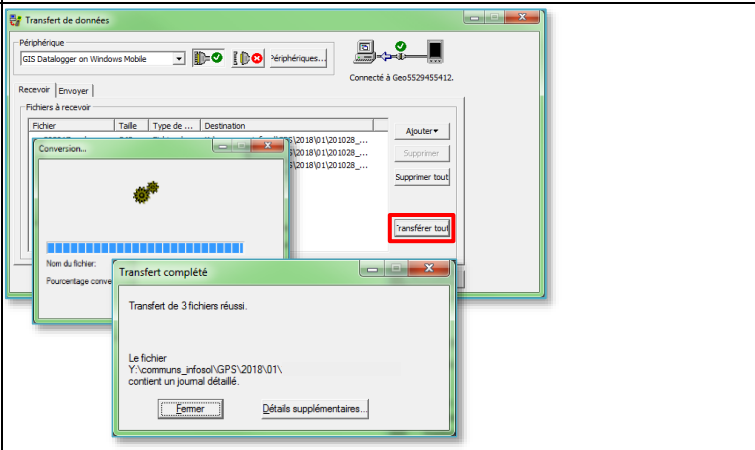 Transfert de données
Périphérique
GIS Datalogger on Windows Mobile
ériphériques...
Connecté à Geo5529455412.
Recevoir
Envoyer
Fichiers à recevoir
Fichier
Taille
Type de ...
Destination
\2018\01\201028_...
\2018\01\201028_...
\2018\01\201028_...
Ajouter
Supprimer
Supprimer tout
ransférer tout
Conversion...
Nom du fichier:
Pourcentage conve
Transfert complété
Transfert de 3 fichiers réussi.
Le fichier
Y:\communs_infosol\GPS\2018\01\
contient un journal détaillé.
Fermer
Détails supplémentaires...